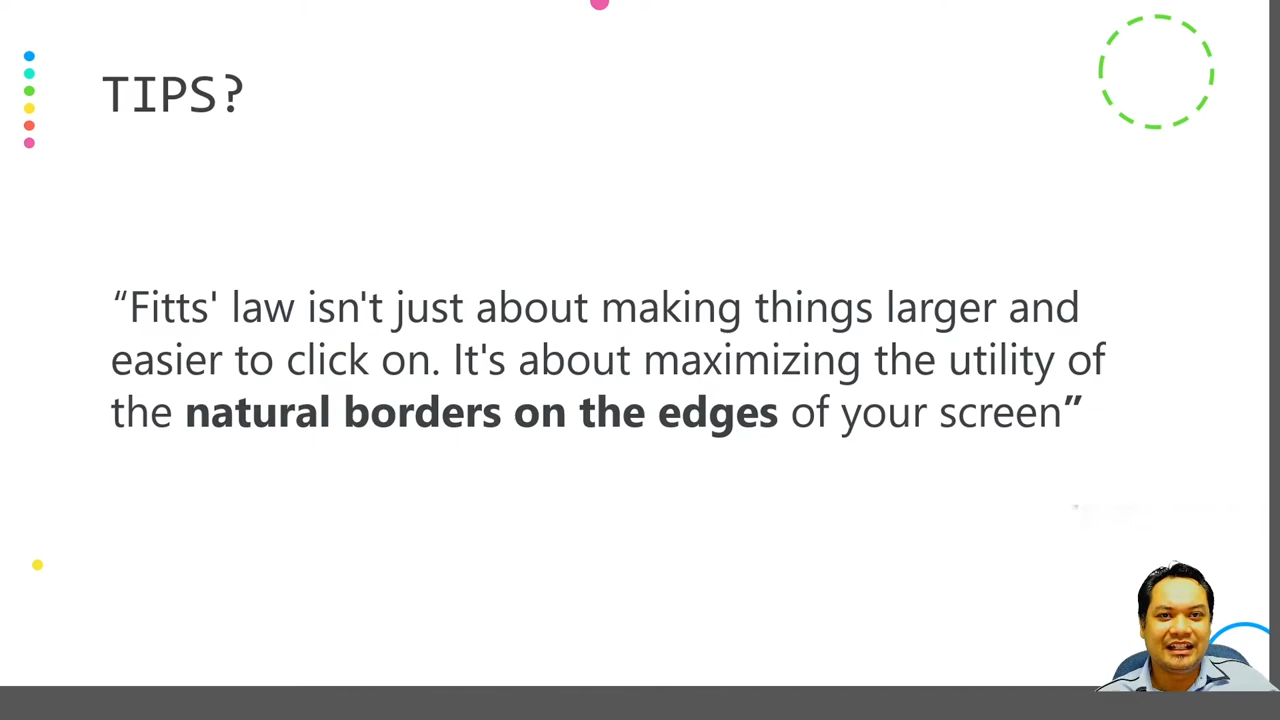 TIPS?
“Fitts' law isn't just about making things larger and
easier to click on. It's about maximizing the utility of
the natural borders on the edges of your screen”